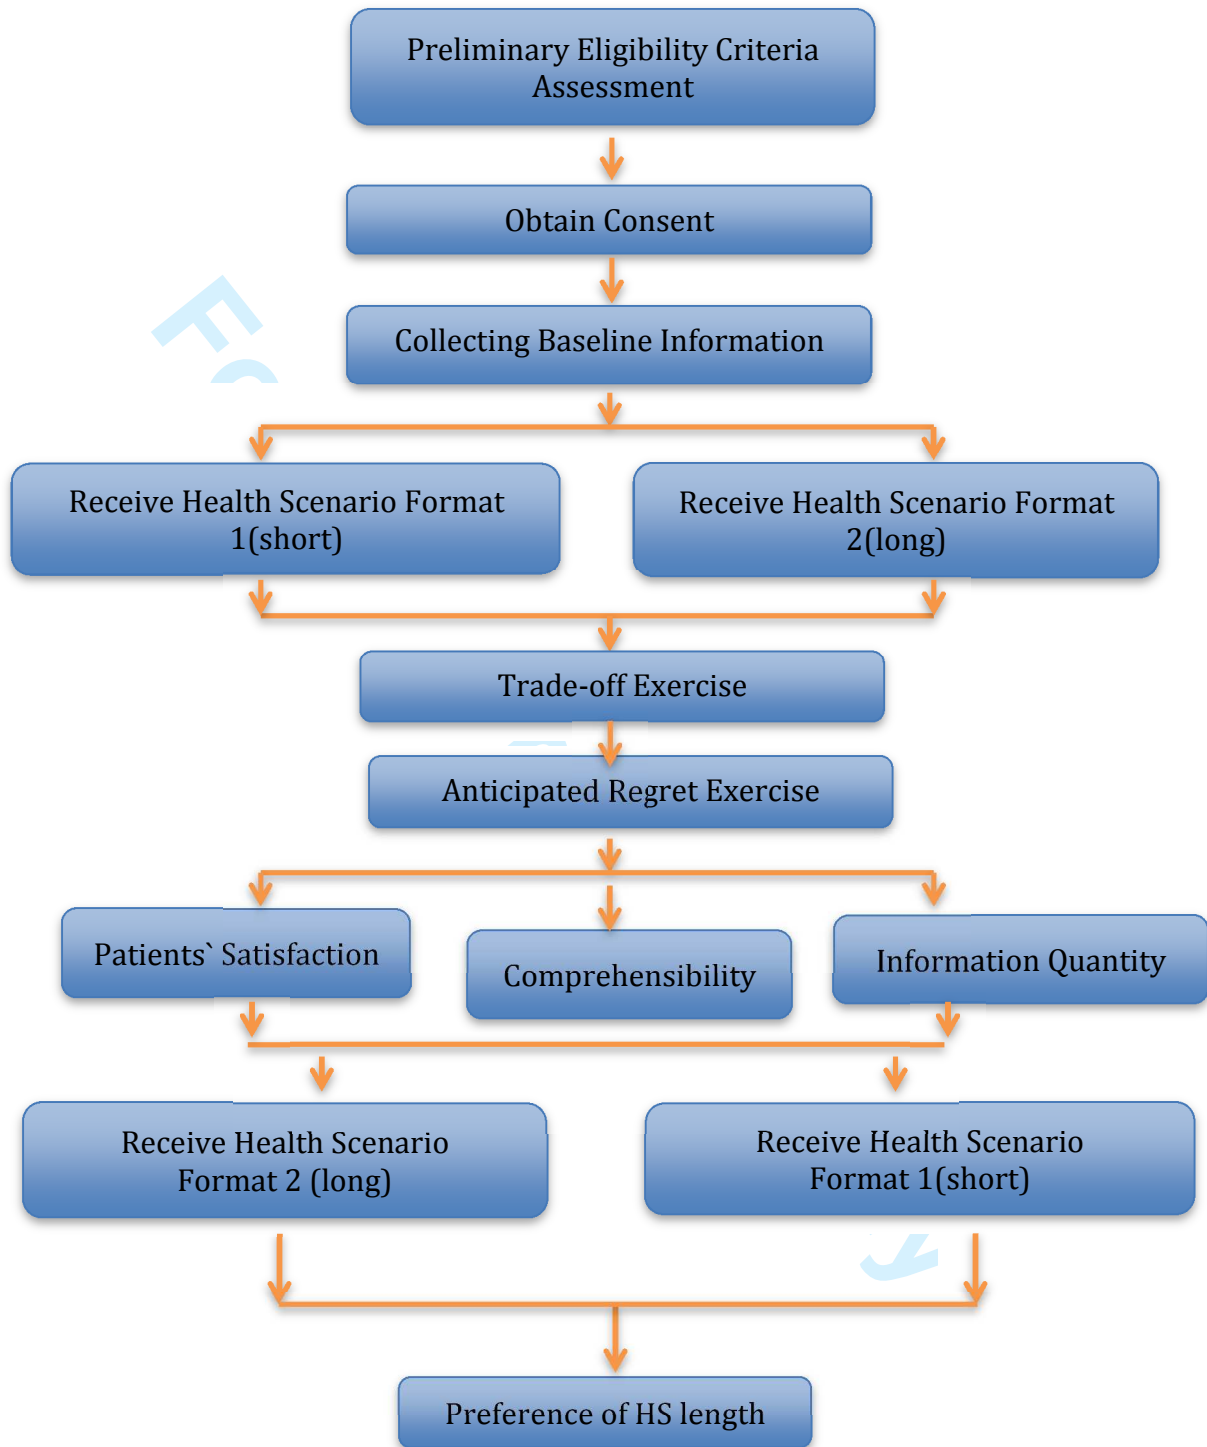 Preliminary Eligibility Criteria
Assessment
Obtain Consent
Collecting Baseline Information
Receive Health Scenario Format
1(short)
Receive Health Scenario Format
2(long)
Trade-off Exercise
Anticipated Regret Exercise
Patients` Satisfaction
Comprehensibility
Information Quantity
Receive Health Scenario
Format 2 (long)
Receive Health Scenario
Format 1(short)
Preference of HS length